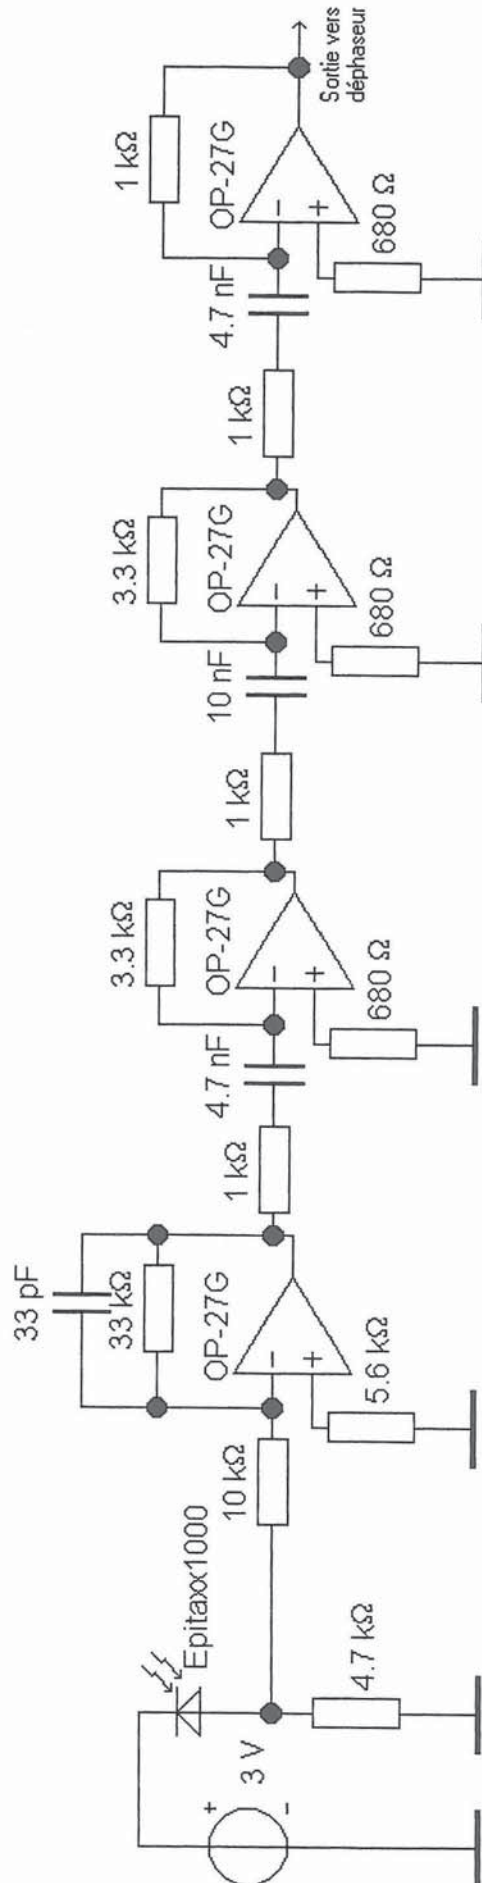 3 V
+
-
Epitaxx1000
4.7 kΩ
10 kΩ
33 pF
33 kΩ
OP-27G
-
+
5.6 kΩ
1 kΩ
4.7 nF
3.3 kΩ
OP-27G
-
+
680 Ω
1 kΩ
10 nF
3.3 kΩ
OP-27G
-
+
680 Ω
1 kΩ
4.7 nF
1 kΩ
OP-27G
-
+
680 Ω
Sortie vers
déphaseur